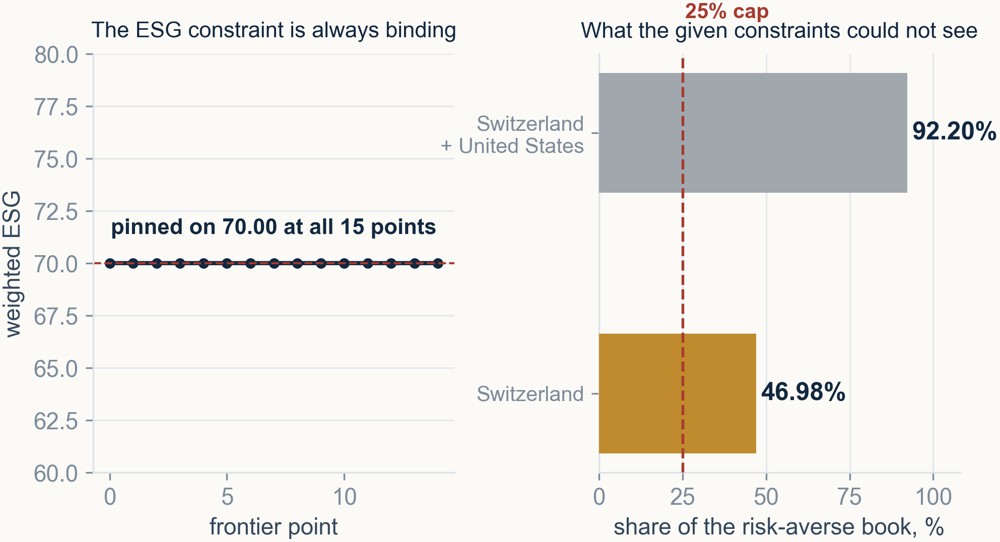 The ESG constraint is always binding
80.0
77.5
75.0
72.5
70.0
67.5
65.0
62.5
60.0
weighted ESG
pinned on 70.00 at all 15 points
0
5
10
frontier point
25% cap
What the given constraints could not see
Switzerland
+ United States
92.20%
Switzerland
46.98%
0
25
50
75
100
share of the risk-averse book, %